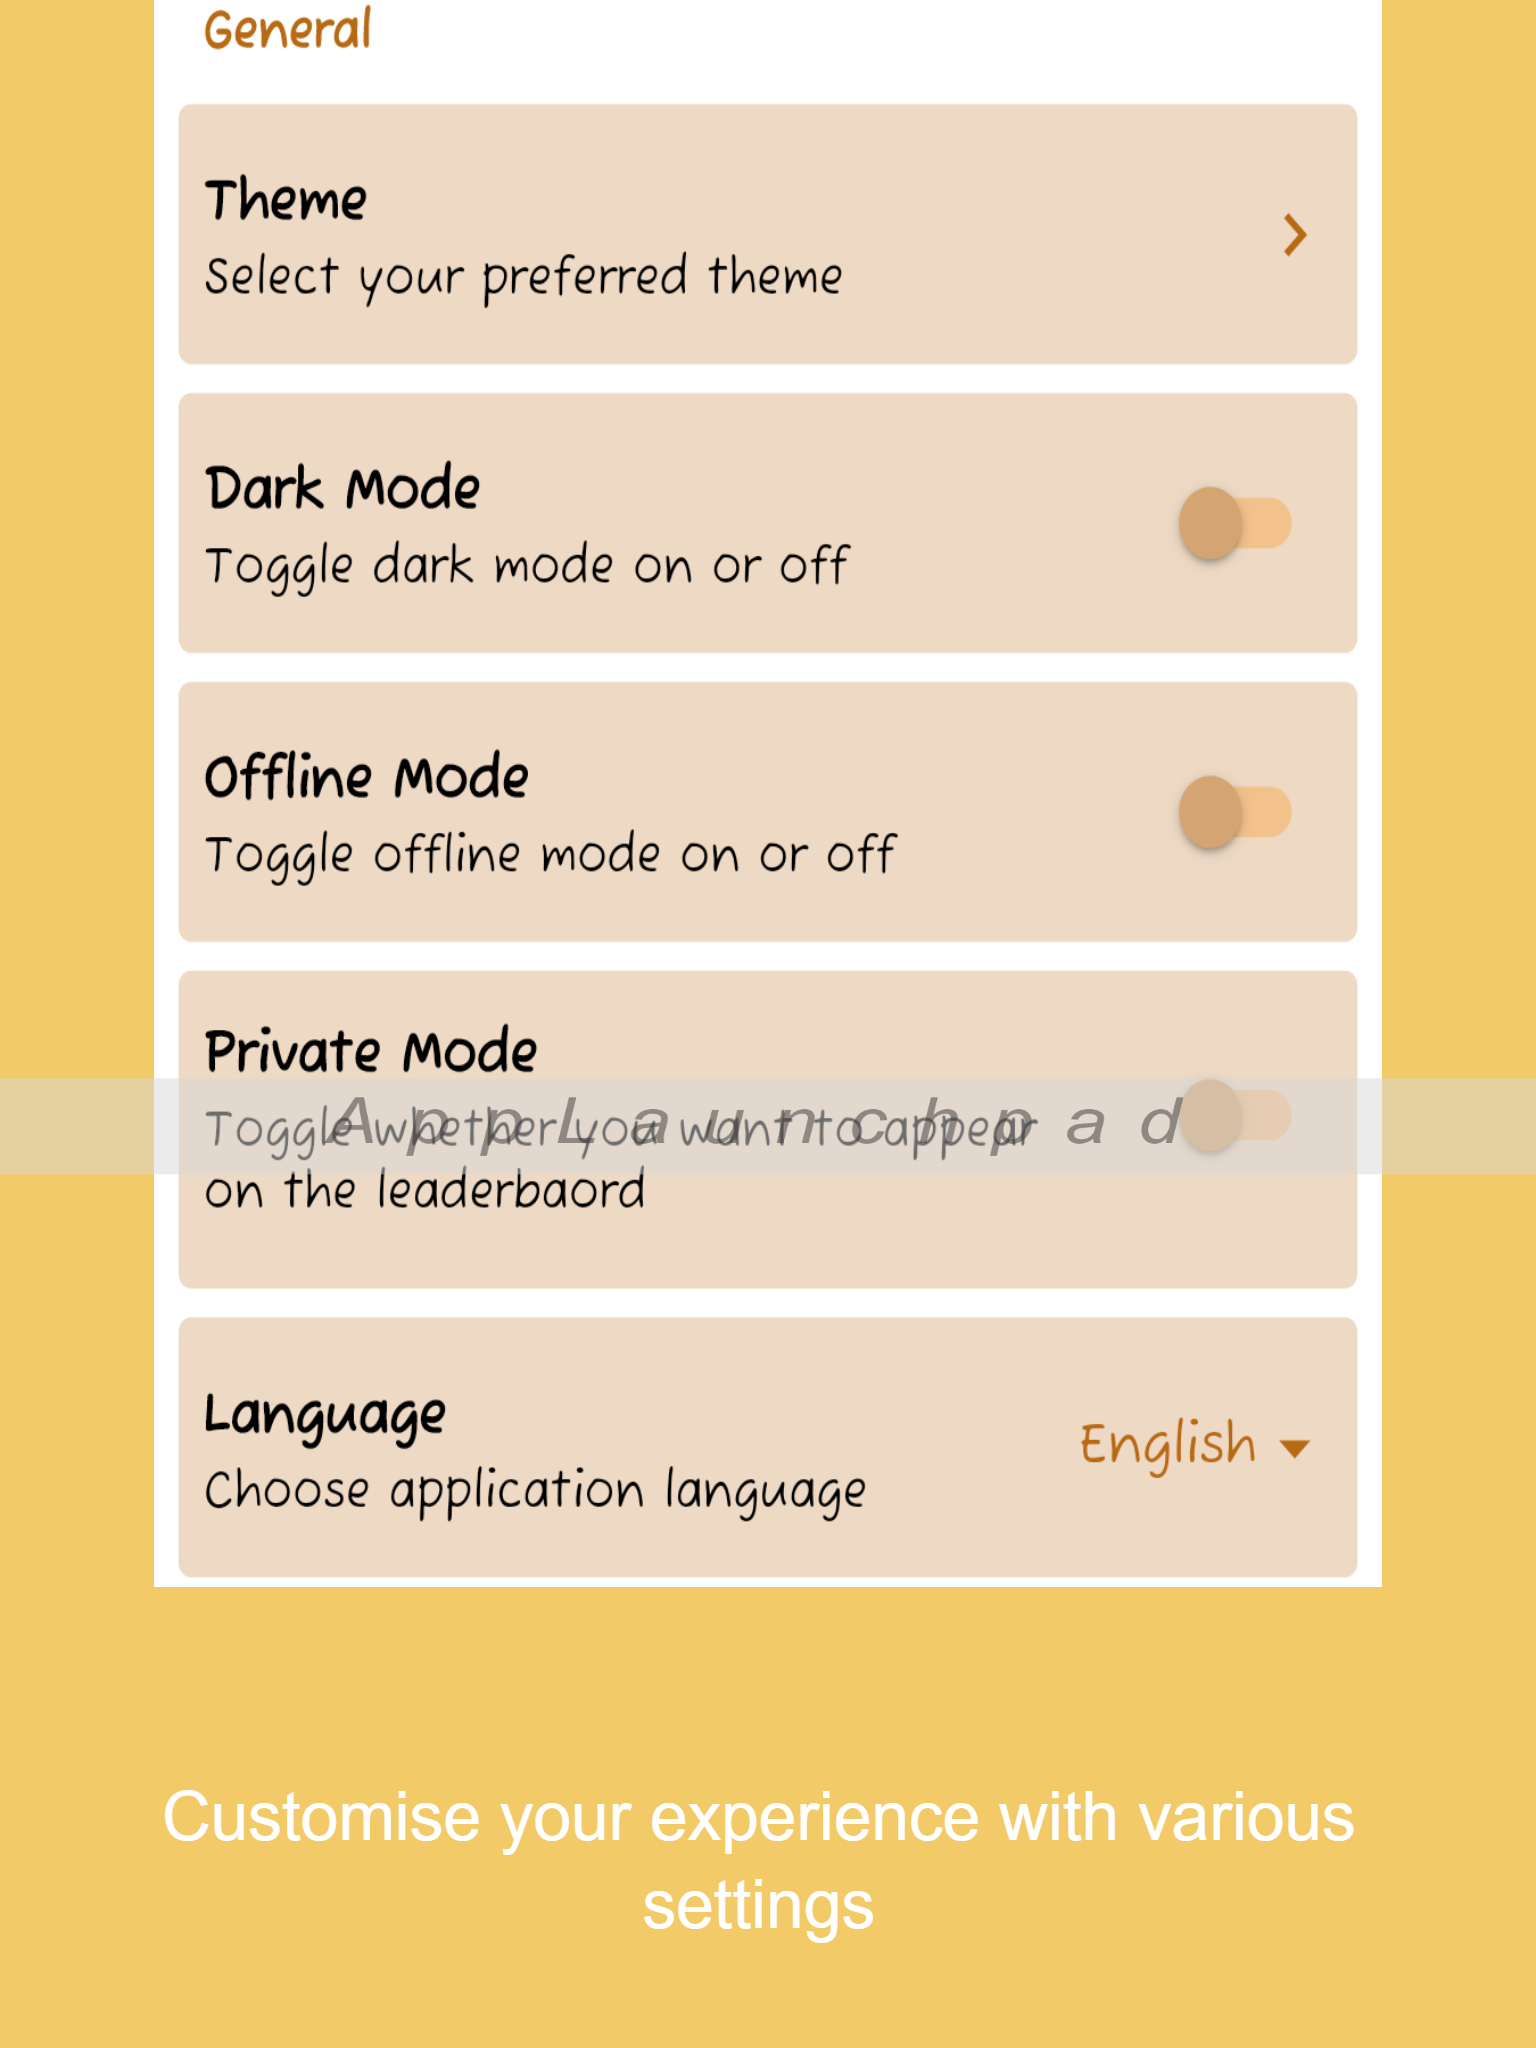 General
Theme
Select your preferred theme
Dark Mode
Toggle dark mode on or off
Offline Mode
Toggle offline mode on or off
Private Mode
Toggle whether you want to appear
AppLaunchpad
on the leaderbaord
Language
English
Choose application language
Customise your experience with various
settings